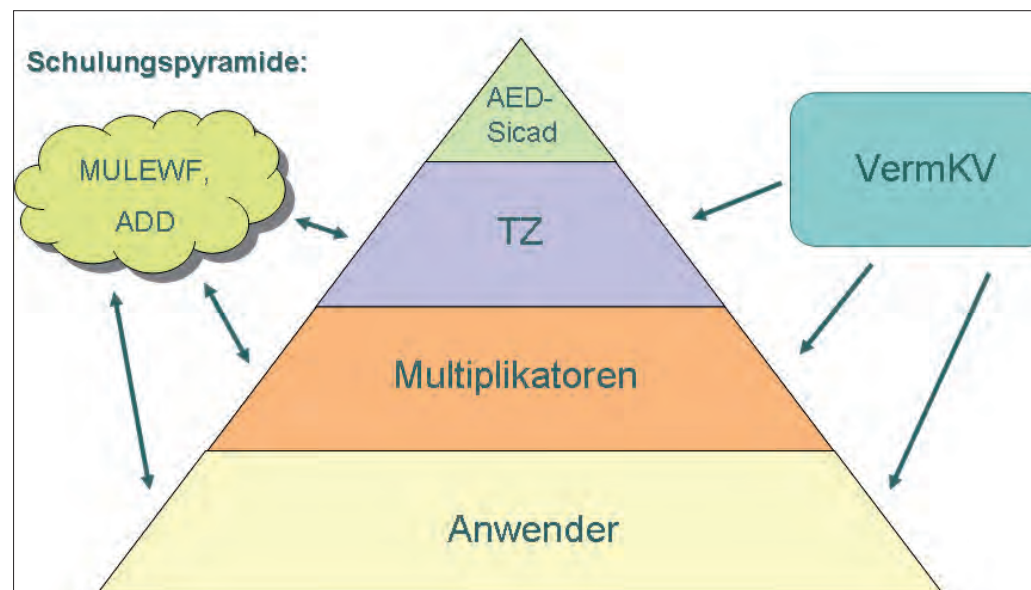 Schulungspyramide:
AED-
Sicad
MULEWF,
ADD
VermKV
TZ
Multiplikatoren
Anwender